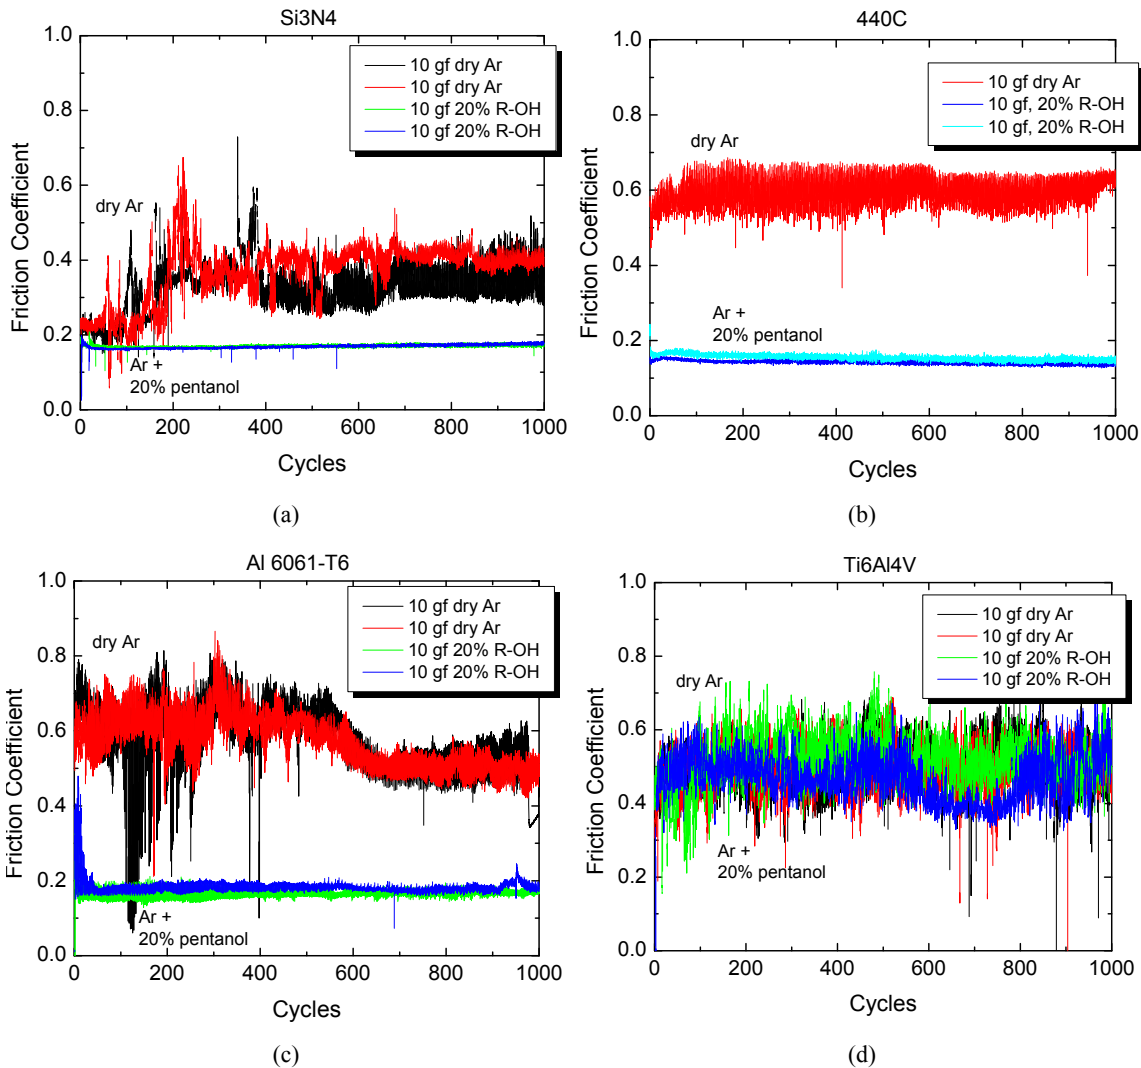 Si3N4
1.0
0.8
0.6
0.4
0.2
0.0
Friction Coefficient
10 gf dry Ar
10 gf dry Ar
10 gf 20% R-OH
10 gf 20% R-OH
dry Ar
Ar +
20% pentanol
0 200 400 600 800 1000
Cycles
(a)
440C
1.0
0.8
0.6
0.4
0.2
0.0
Friction Coefficient
10 gf dry Ar
10 gf, 20% R-OH
10 gf, 20% R-OH
dry Ar
Ar +
20% pentanol
0 200 400 600 800 1000
Cycles
(b)
Al 6061-T6
1.0
0.8
0.6
0.4
0.2
0.0
Friction Coefficient
10 gf dry Ar
10 gf dry Ar
10 gf 20% R-OH
10 gf 20% R-OH
dry Ar
Ar +
20% pentanol
0 200 400 600 800 1000
Cycles
(c)
Ti6Al4V
1.0
0.8
0.6
0.4
0.2
0.0
Friction Coefficient
10 gf dry Ar
10 gf dry Ar
10 gf 20% R-OH
10 gf 20% R-OH
dry Ar
Ar +
20% pentanol
0 200 400 600 800 1000
Cycles
(d)